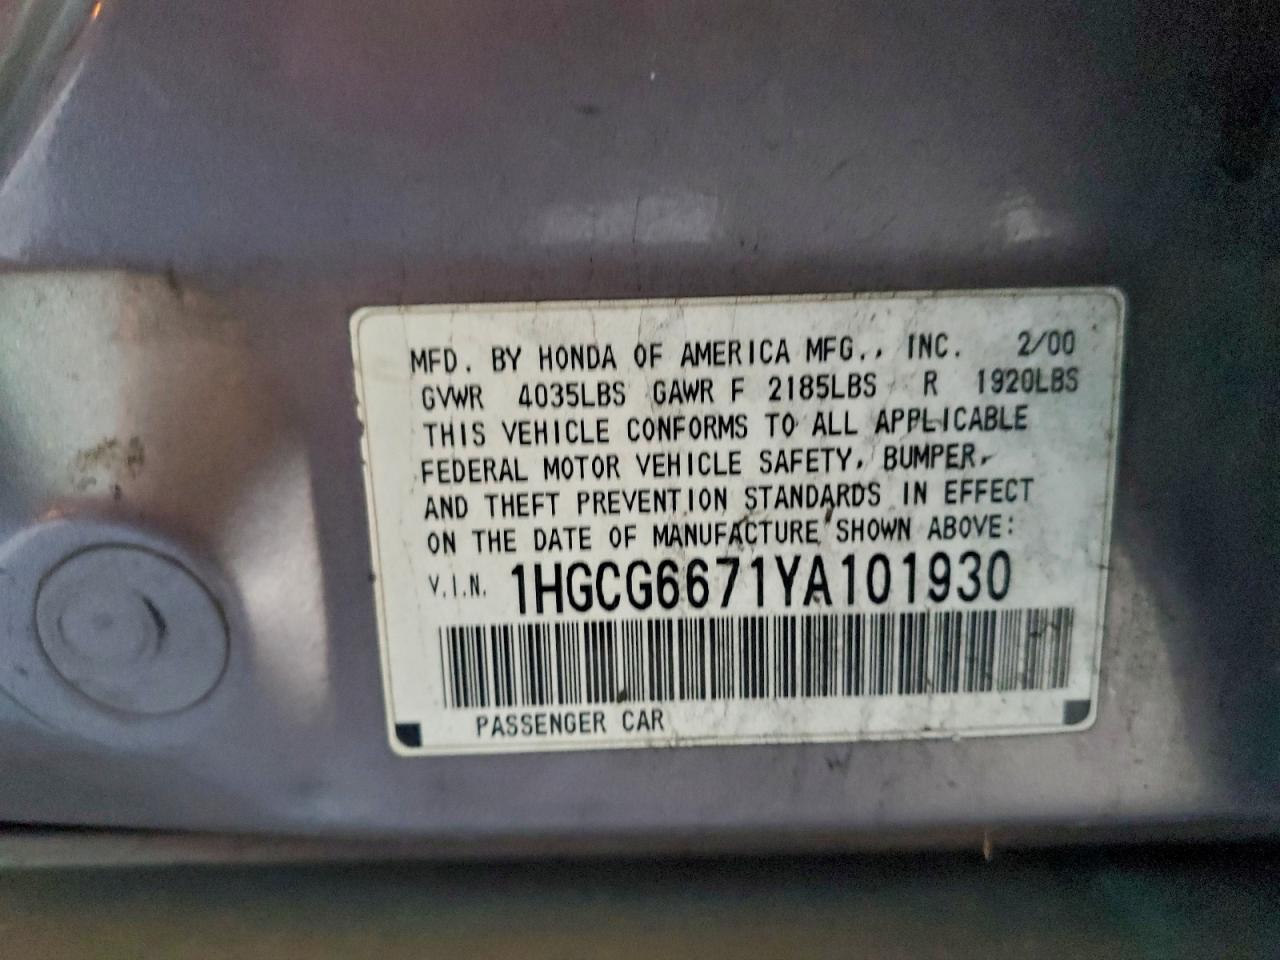 MFD. BY HONDA OF AMERICA MFG., INC. 2/00
GVWR 4035LBS GAWR F 2185LBS R 1920LBS
THIS VEHICLE CONFORMS TO ALL APPLICABLE
FEDERAL MOTOR VEHICLE SAFETY, BUMPER,
AND THEFT PREVENTION STANDARDS IN EFFECT
ON THE DATE OF MANUFACTURE SHOWN ABOVE:
V.I.N. 1HGCG6671YA101930
PASSENGER CAR